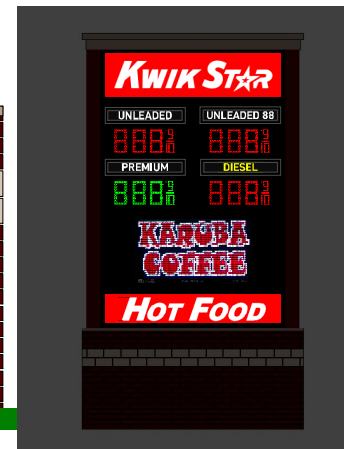 KWIK STAR
UNLEADED UNLEADED 88
888 9/10 888 9/10
PREMIUM DIESEL
888 9/10 888 9/10
KARUBA
COFFEE
HOT FOOD